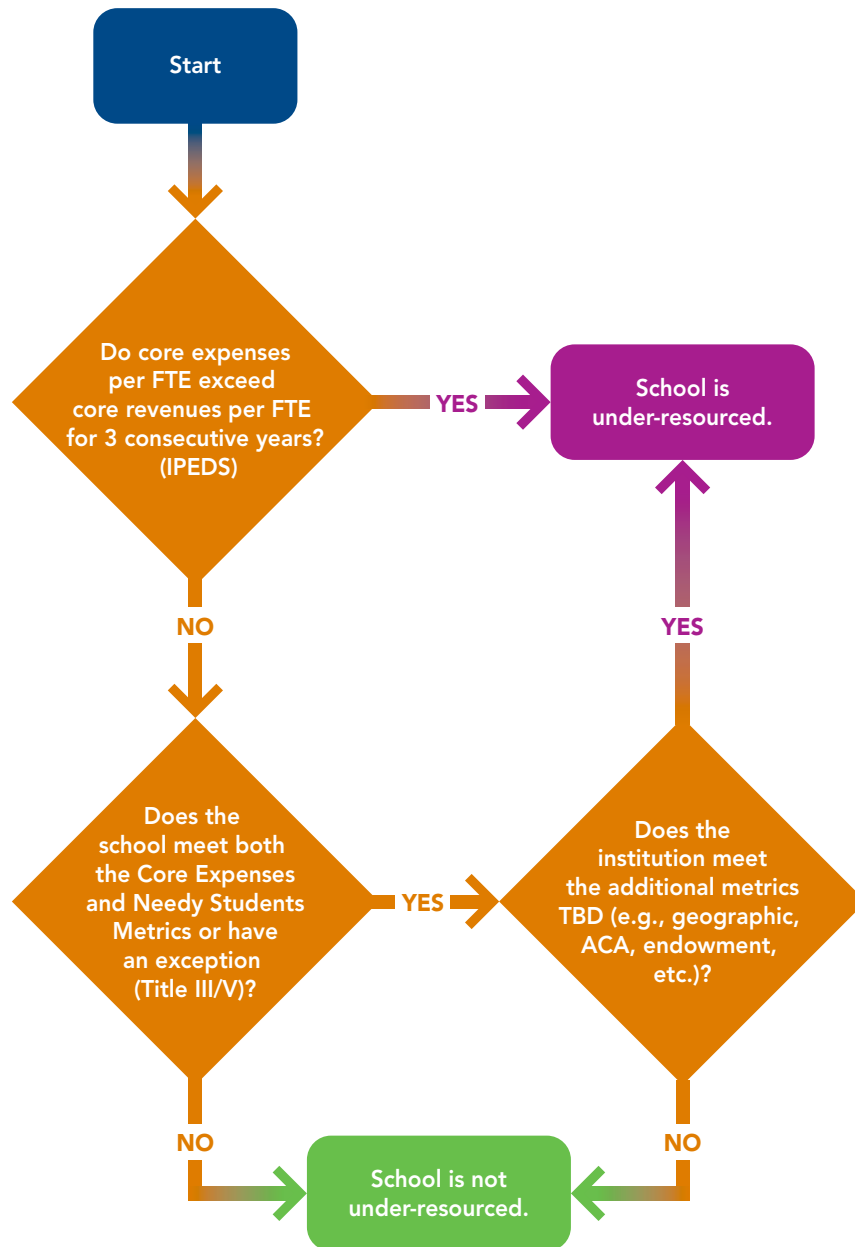 Start
Do core expenses
per FTE exceed
core revenues per FTE
for 3 consecutive years?
(IPEDS)
YES
School is
under-resourced.
NO
YES
Does the
school meet both
the Core Expenses
and Needy Students
Metrics or have
an exception
(Title III/V)?
YES
Does the
institution meet
the additional metrics
TBD (e.g., geographic,
ACA, endowment,
etc.)?
NO
NO
School is not
under-resourced.